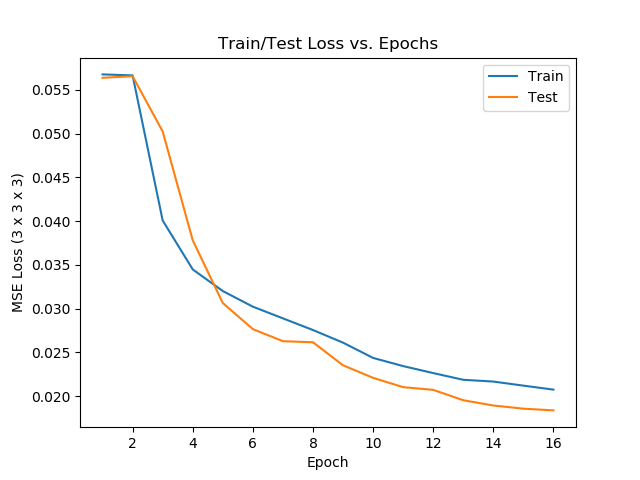 Train/Test Loss vs. Epochs
Train
Test
MSE Loss (3 x 3 x 3)
0.055
0.050
0.045
0.040
0.035
0.030
0.025
0.020
2 4 6 8 10 12 14 16
Epoch